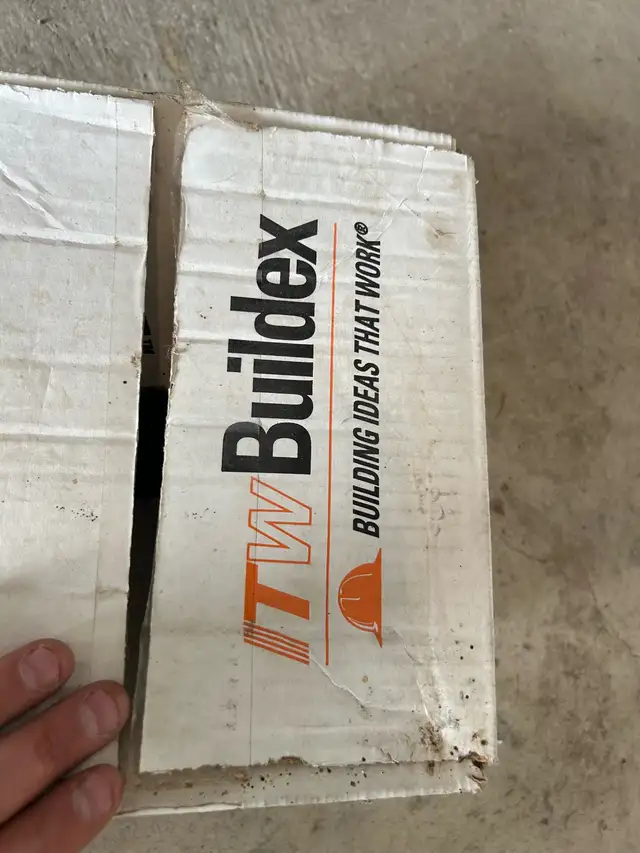 ITW Buildex
BUILDING IDEAS THAT WORK®